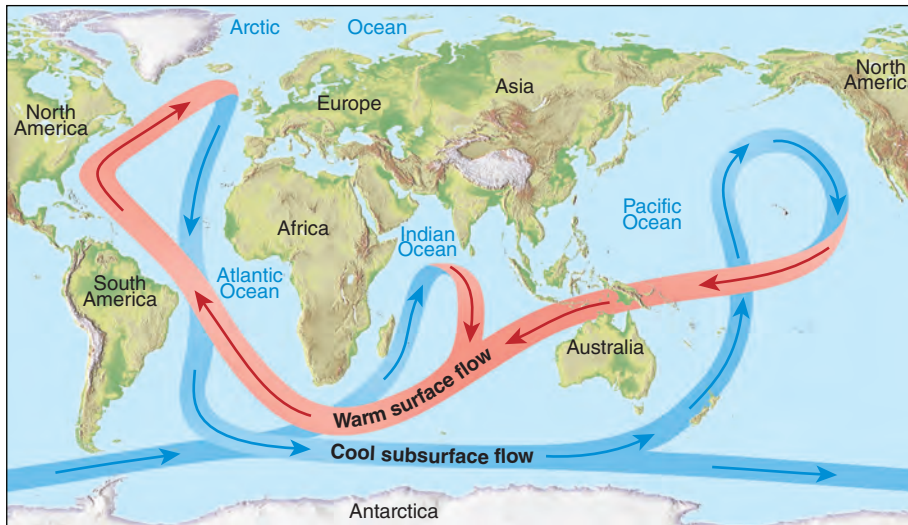 Arctic Ocean
North
America
Europe
Asia
North
America
Africa
Indian
Ocean
Pacific
Ocean
South
America
Atlantic
Ocean
Australia
Warm surface flow
Cool subsurface flow
Antarctica